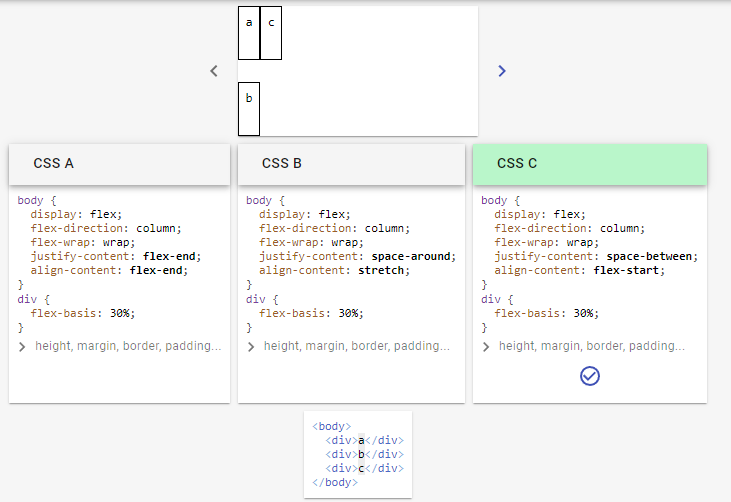 a c
b
CSS A
body {
display: flex;
flex-direction: column;
flex-wrap: wrap;
justify-content: flex-end;
align-content: flex-end;
}
div {
flex-basis: 30%;
}
height, margin, border, padding...
CSS B
body {
display: flex;
flex-direction: column;
flex-wrap: wrap;
justify-content: space-around;
align-content: stretch;
}
div {
flex-basis: 30%;
}
height, margin, border, padding...
CSS C
body {
display: flex;
flex-direction: column;
flex-wrap: wrap;
justify-content: space-between;
align-content: flex-start;
}
div {
flex-basis: 30%;
}
height, margin, border, padding...
<body>
<div>a</div>
<div>b</div>
<div>c</div>
</body>